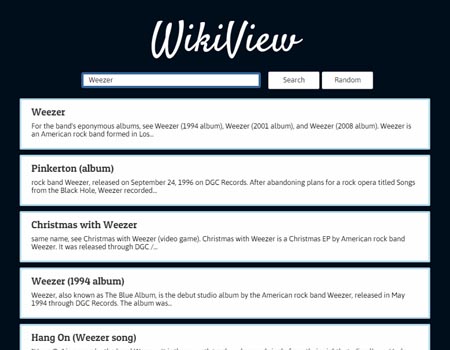 WikiView
Weezer
Search
Random
Weezer
For the band's eponymous albums, see Weezer (1994 album), Weezer (2001 album), and Weezer (2008 album). Weezer is
an American rock band formed in Los...
Pinkerton (album)
rock band Weezer, released on September 24, 1996 on DGC Records. After abandoning plans for a rock opera titled Songs
from the Black Hole, Weezer recorded...
Christmas with Weezer
same name, see Christmas with Weezer (video game). Christmas with Weezer is a Christmas EP by American rock band
Weezer. It was released through DGC /...
Weezer (1994 album)
Weezer, also known as The Blue Album, is the debut studio album by the American rock band Weezer, released in May
1994 through DGC Records. The album was...
Hang On (Weezer song)